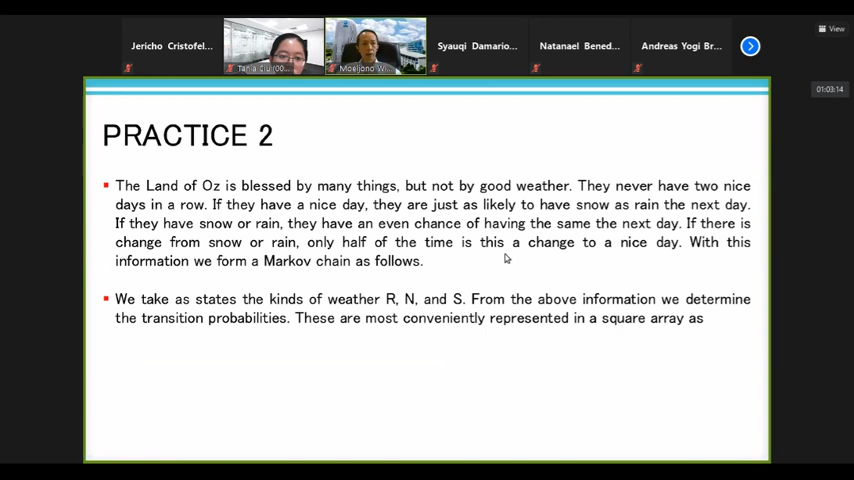 Jericho Cristofel...
Tania Ciu (00...
Moeljono Wi...
Syauqi Damario...
Natanael Bened...
Andreas Yogi Br...
View
01:03:14
PRACTICE 2
The Land of Oz is blessed by many things, but not by good weather. They never have two nice
days in a row. If they have a nice day, they are just as likely to have snow as rain the next day.
If they have snow or rain, they have an even chance of having the same the next day. If there is
change from snow or rain, only half of the time is this a change to a nice day. With this
information we form a Markov chain as follows.
We take as states the kinds of weather R, N, and S. From the above information we determine
the transition probabilities. These are most conveniently represented in a square array as